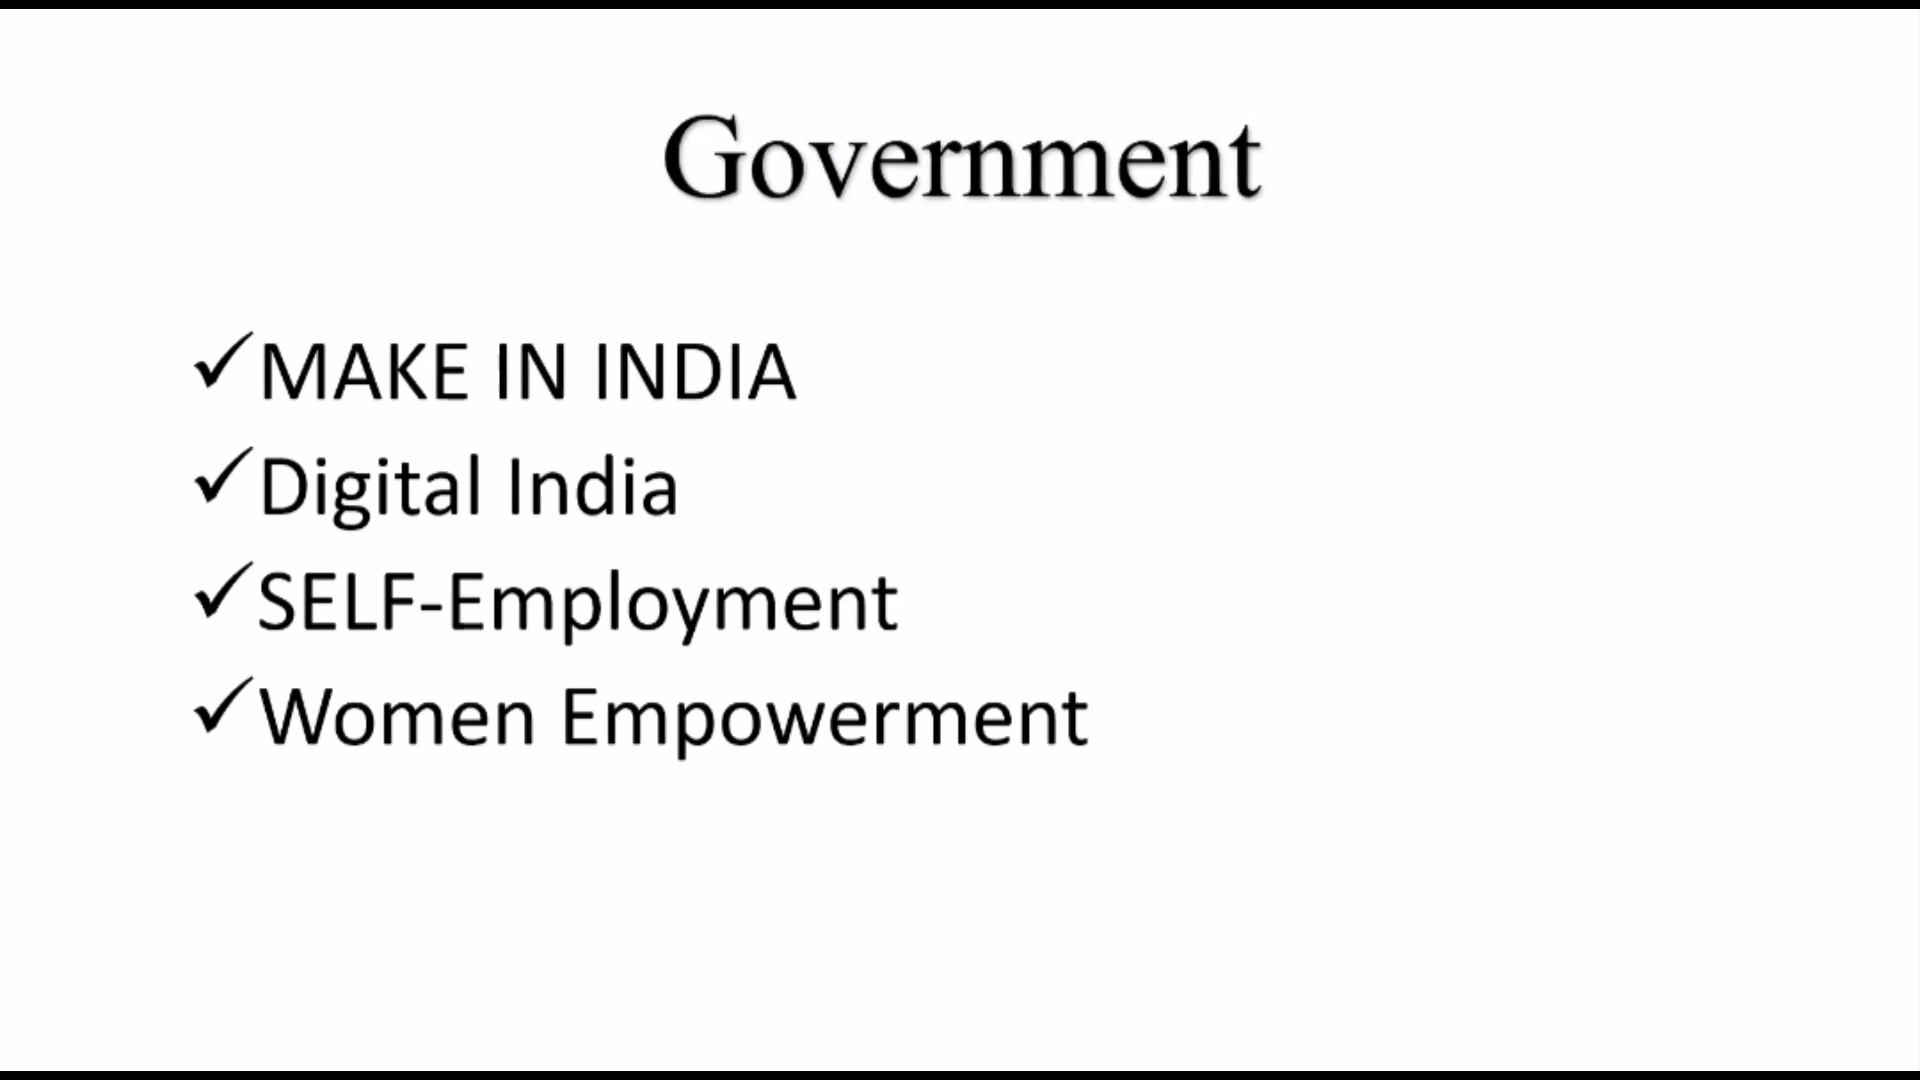 Government
✓MAKE IN INDIA
✓Digital India
✓SELF-Employment
✓Women Empowerment